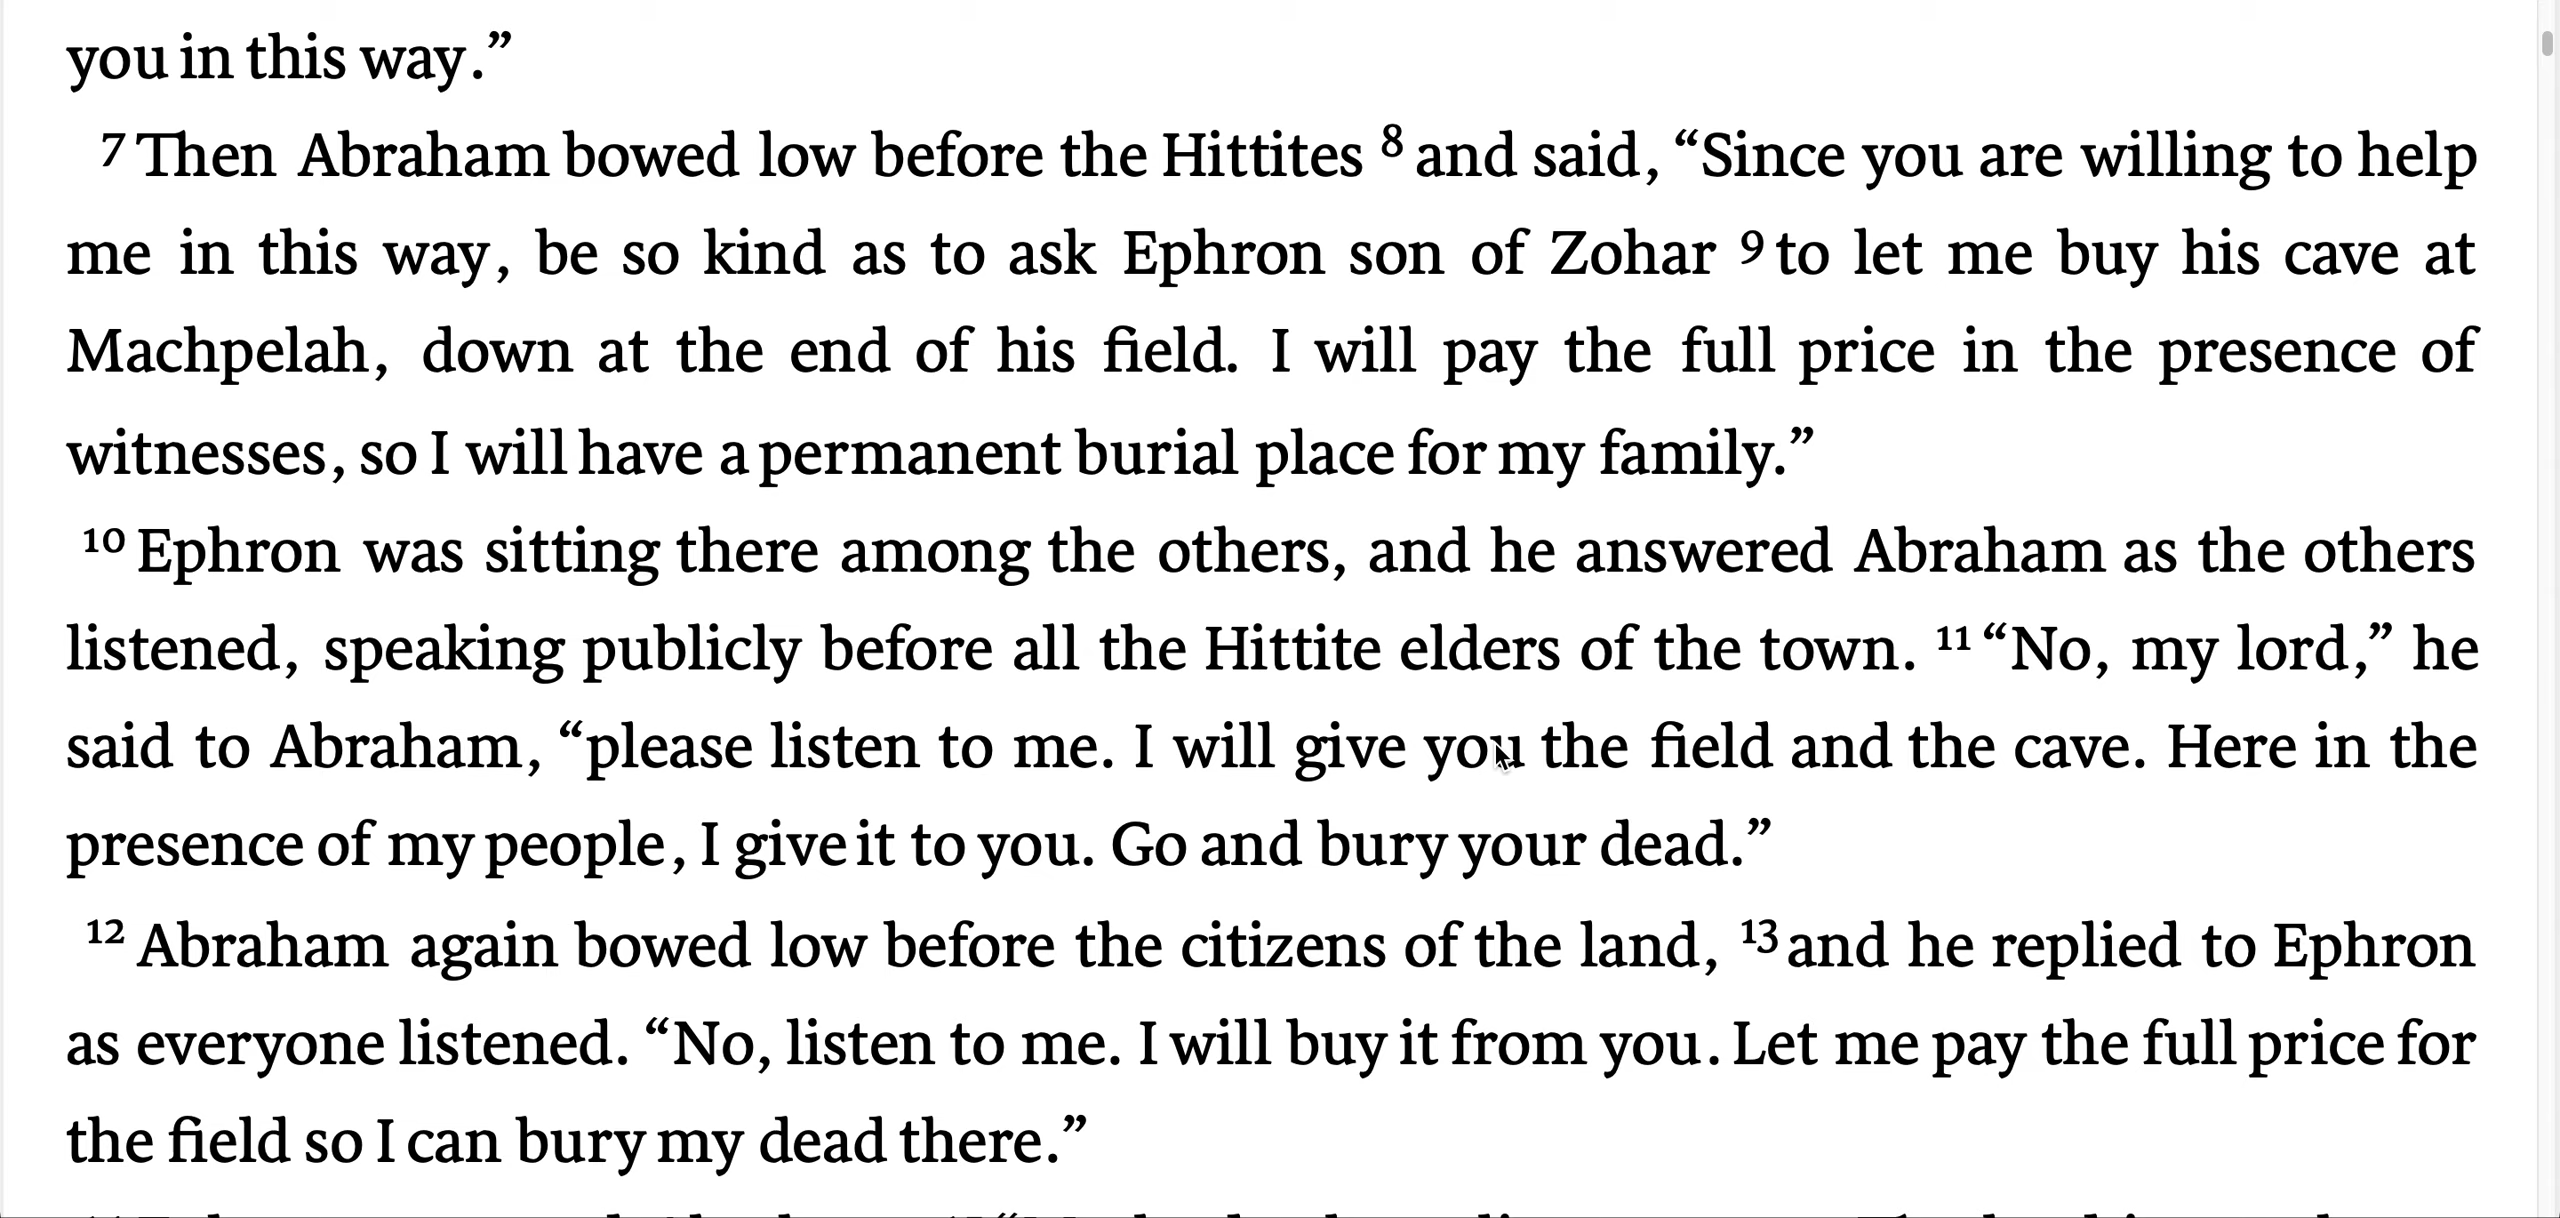 you in this way.”
7 Then Abraham bowed low before the Hittites 8 and said, “Since you are willing to help
me in this way, be so kind as to ask Ephron son of Zohar 9 to let me buy his cave at
Machpelah, down at the end of his field. I will pay the full price in the presence of
witnesses, so I will have a permanent burial place for my family.”
10 Ephron was sitting there among the others, and he answered Abraham as the others
listened, speaking publicly before all the Hittite elders of the town. 11 “No, my lord,” he
said to Abraham, “please listen to me. I will give you the field and the cave. Here in the
presence of my people, I give it to you. Go and bury your dead.”
12 Abraham again bowed low before the citizens of the land, 13 and he replied to Ephron
as everyone listened. “No, listen to me. I will buy it from you. Let me pay the full price for
the field so I can bury my dead there.”